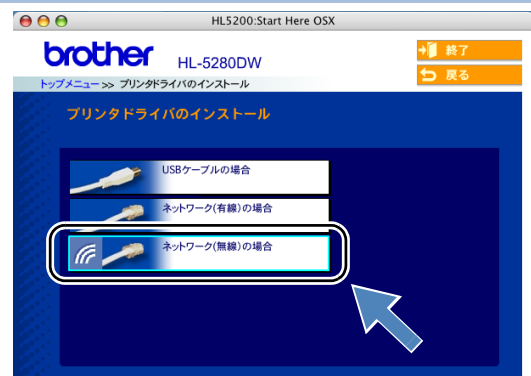 HL5200:Start Here OSX
brother HL-5280DW
終了
戻る
トップメニュー>> プリンタドライバのインストール
プリンタドライバのインストール
USBケーブルの場合
ネットワーク(有線)の場合
ネットワーク(無線)の場合